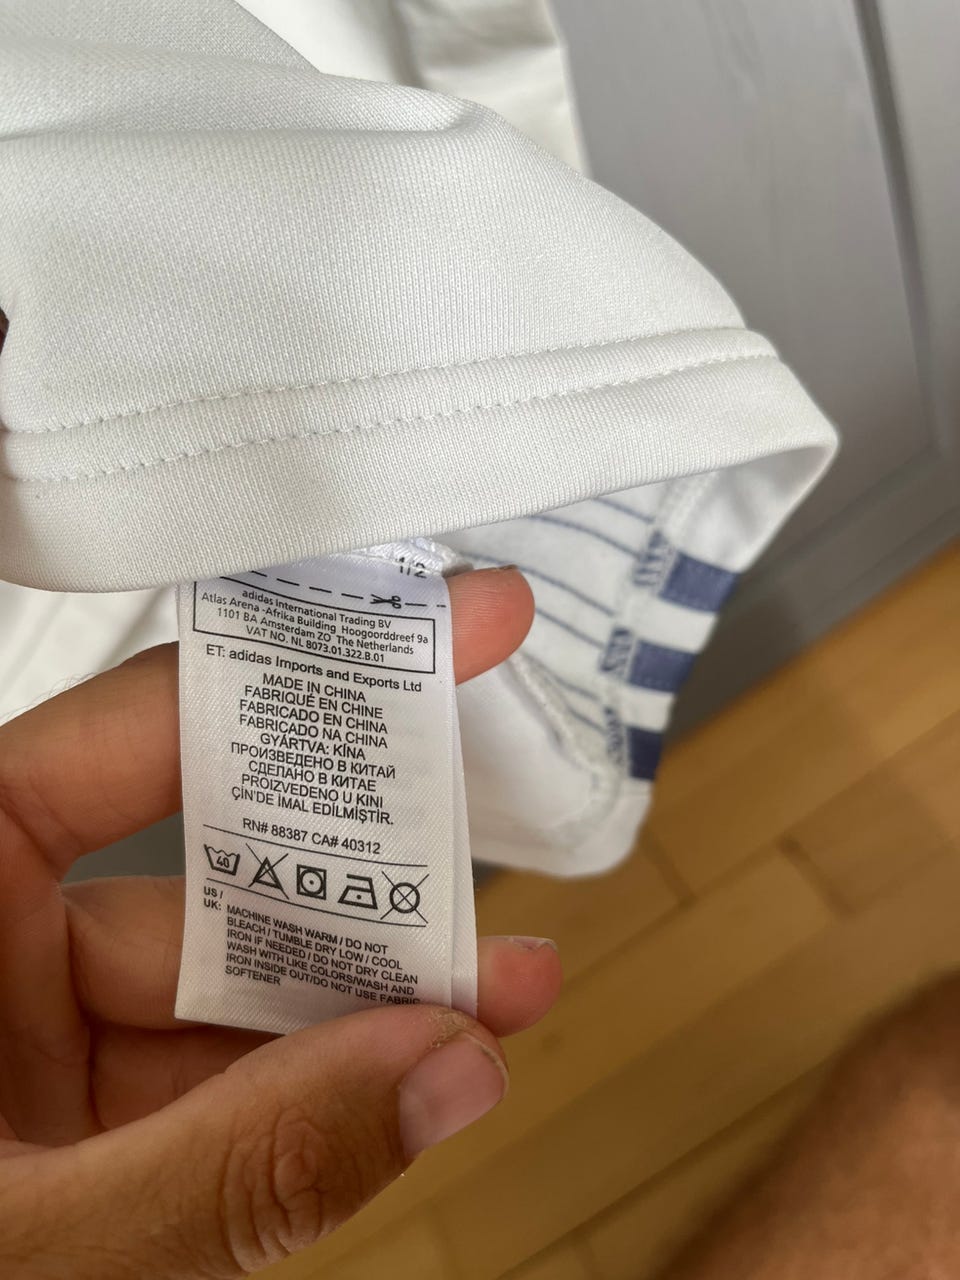 1/2
adidas International Trading BV
Atlas Arena -Afrika Building Hoogoorddreef 9a
1101 BA Amsterdam ZO The Netherlands
VAT NO. NL 8073.01.322.B.01
ET: adidas Imports and Exports Ltd
MADE IN CHINA
FABRIQUÉ EN CHINE
FABRICADO EN CHINA
FABRICADO NA CHINA
GYÁRTVA: KÍNA
ПРОИЗВЕДЕНО В КИТАЙ
СДЕЛАНО В КИТАЕ
PROIZVEDENO U KINI
ÇİN'DE İMAL EDİLMİŞTİR.
RN# 88387 CA# 40312
40
US /
UK: MACHINE WASH WARM / DO NOT
BLEACH / TUMBLE DRY LOW / COOL
IRON IF NEEDED / DO NOT DRY CLEAN
WASH WITH LIKE COLORS/WASH AND
IRON INSIDE OUT/DO NOT USE FABRIC
SOFTENER